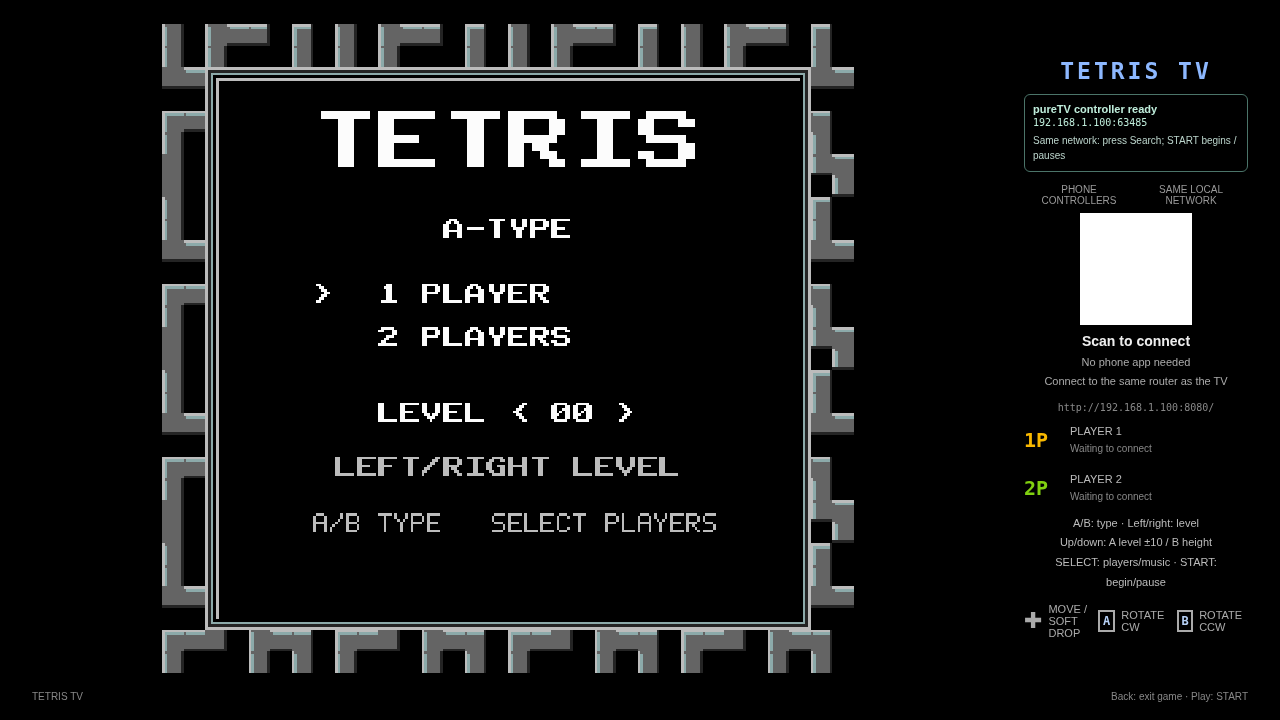 TETRIS
A-TYPE
> 1 PLAYER
2 PLAYERS
LEVEL < 00 >
LEFT/RIGHT LEVEL
A/B TYPE SELECT PLAYERS
TETRIS TV
pureTV controller ready
192.168.1.100:63485
Same network: press Search; START begins /
pauses
PHONE
CONTROLLERS
SAME LOCAL
NETWORK
Scan to connect
No phone app needed
Connect to the same router as the TV
http://192.168.1.100:8080/
1P
PLAYER 1
Waiting to connect
2P
PLAYER 2
Waiting to connect
A/B: type · Left/right: level
Up/down: A level ±10 / B height
SELECT: players/music · START:
begin/pause
MOVE /
SOFT
DROP
A
ROTATE
CW
B
ROTATE
CCW
TETRIS TV
Back: exit game · Play: START